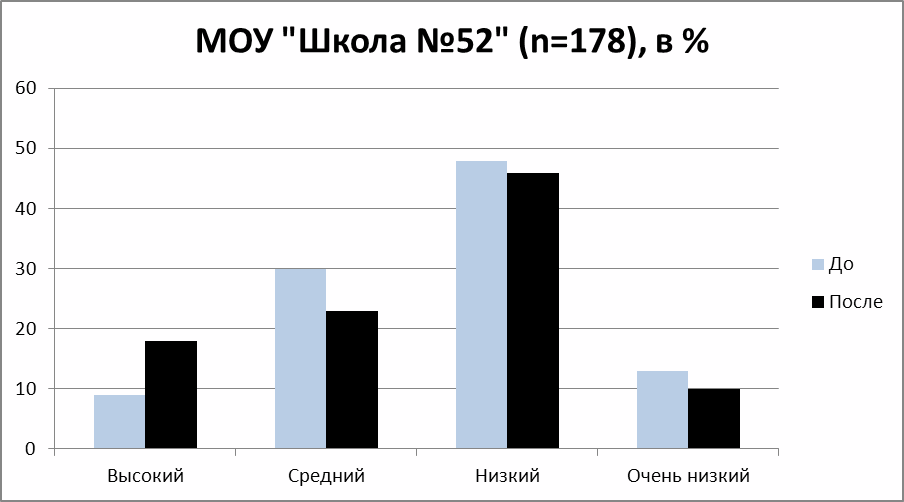 МОУ "Школа №52" (n=178), в %
60
50
40
30
20
10
0
Высокий Средний Низкий Очень низкий
До
После